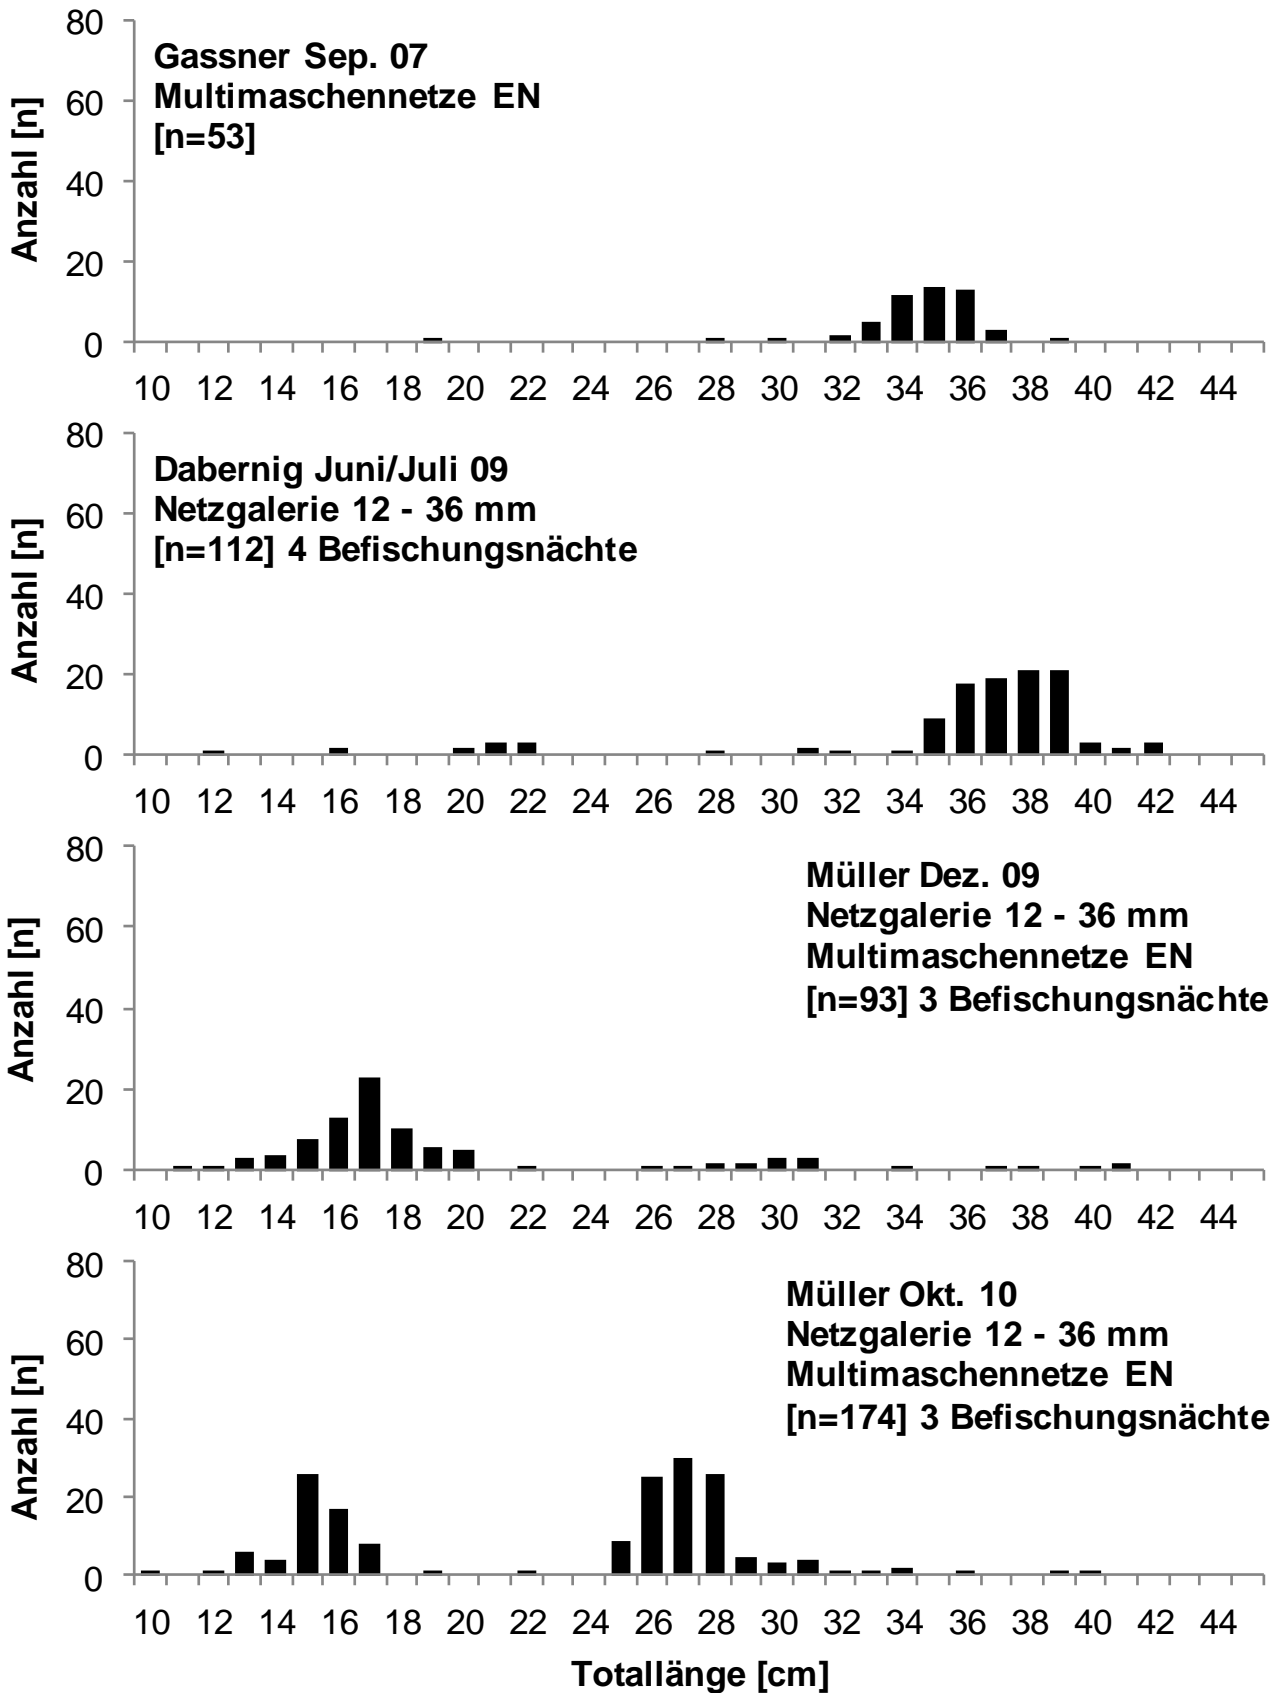 80
60
40
20
0
Anzahl [n]
Gassner Sep. 07
Multimaschennetze EN
[n=53]
10 12 14 16 18 20 22 24 26 28 30 32 34 36 38 40 42 44
80
60
40
20
0
Anzahl [n]
Dabernig Juni/Juli 09
Netzgalerie 12 - 36 mm
[n=112] 4 Befischungsnächte
10 12 14 16 18 20 22 24 26 28 30 32 34 36 38 40 42 44
80
60
40
20
0
Anzahl [n]
Müller Dez. 09
Netzgalerie 12 - 36 mm
Multimaschennetze EN
[n=93] 3 Befischungsnächte
10 12 14 16 18 20 22 24 26 28 30 32 34 36 38 40 42 44
80
60
40
20
0
Anzahl [n]
Müller Okt. 10
Netzgalerie 12 - 36 mm
Multimaschennetze EN
[n=174] 3 Befischungsnächte
10 12 14 16 18 20 22 24 26 28 30 32 34 36 38 40 42 44
Totallänge [cm]